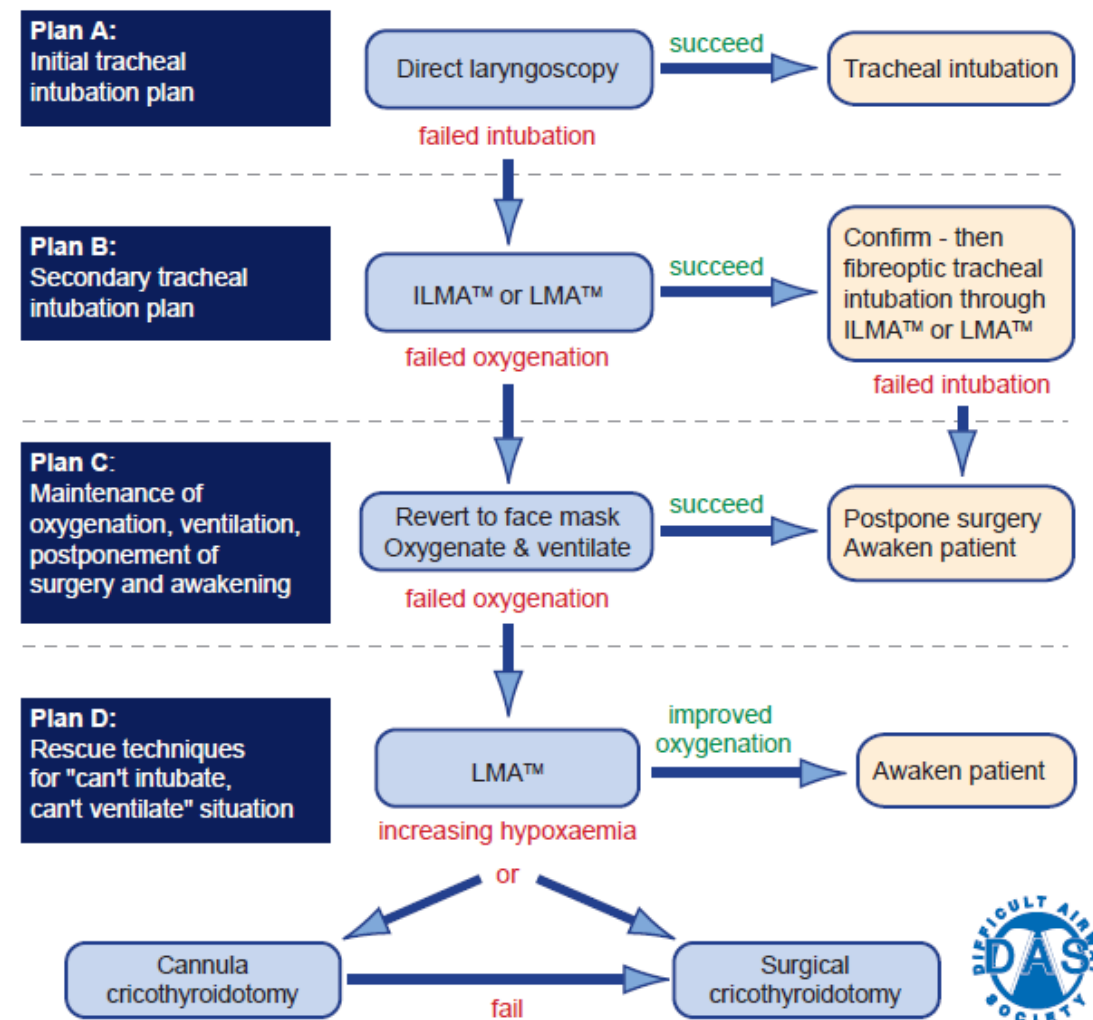 Plan A:
Initial tracheal
intubation plan
Direct laryngoscopy
succeed
Tracheal intubation
failed intubation
Plan B:
Secondary tracheal
intubation plan
ILMA™ or LMA™
succeed
Confirm - then
fibreoptic tracheal
intubation through
ILMA™ or LMA™
failed oxygenation
failed intubation
Plan C:
Maintenance of
oxygenation, ventilation,
postponement of
surgery and awakening
Revert to face mask
Oxygenate & ventilate
succeed
Postpone surgery
Awaken patient
failed oxygenation
Plan D:
Rescue techniques
for "can't intubate,
can't ventilate" situation
LMA™
improved
oxygenation
Awaken patient
increasing hypoxaemia
or
Cannula
cricothyroidotomy
fail
Surgical
cricothyroidotomy
DIFFICULT AIRWAY
DAS
SOCIETY